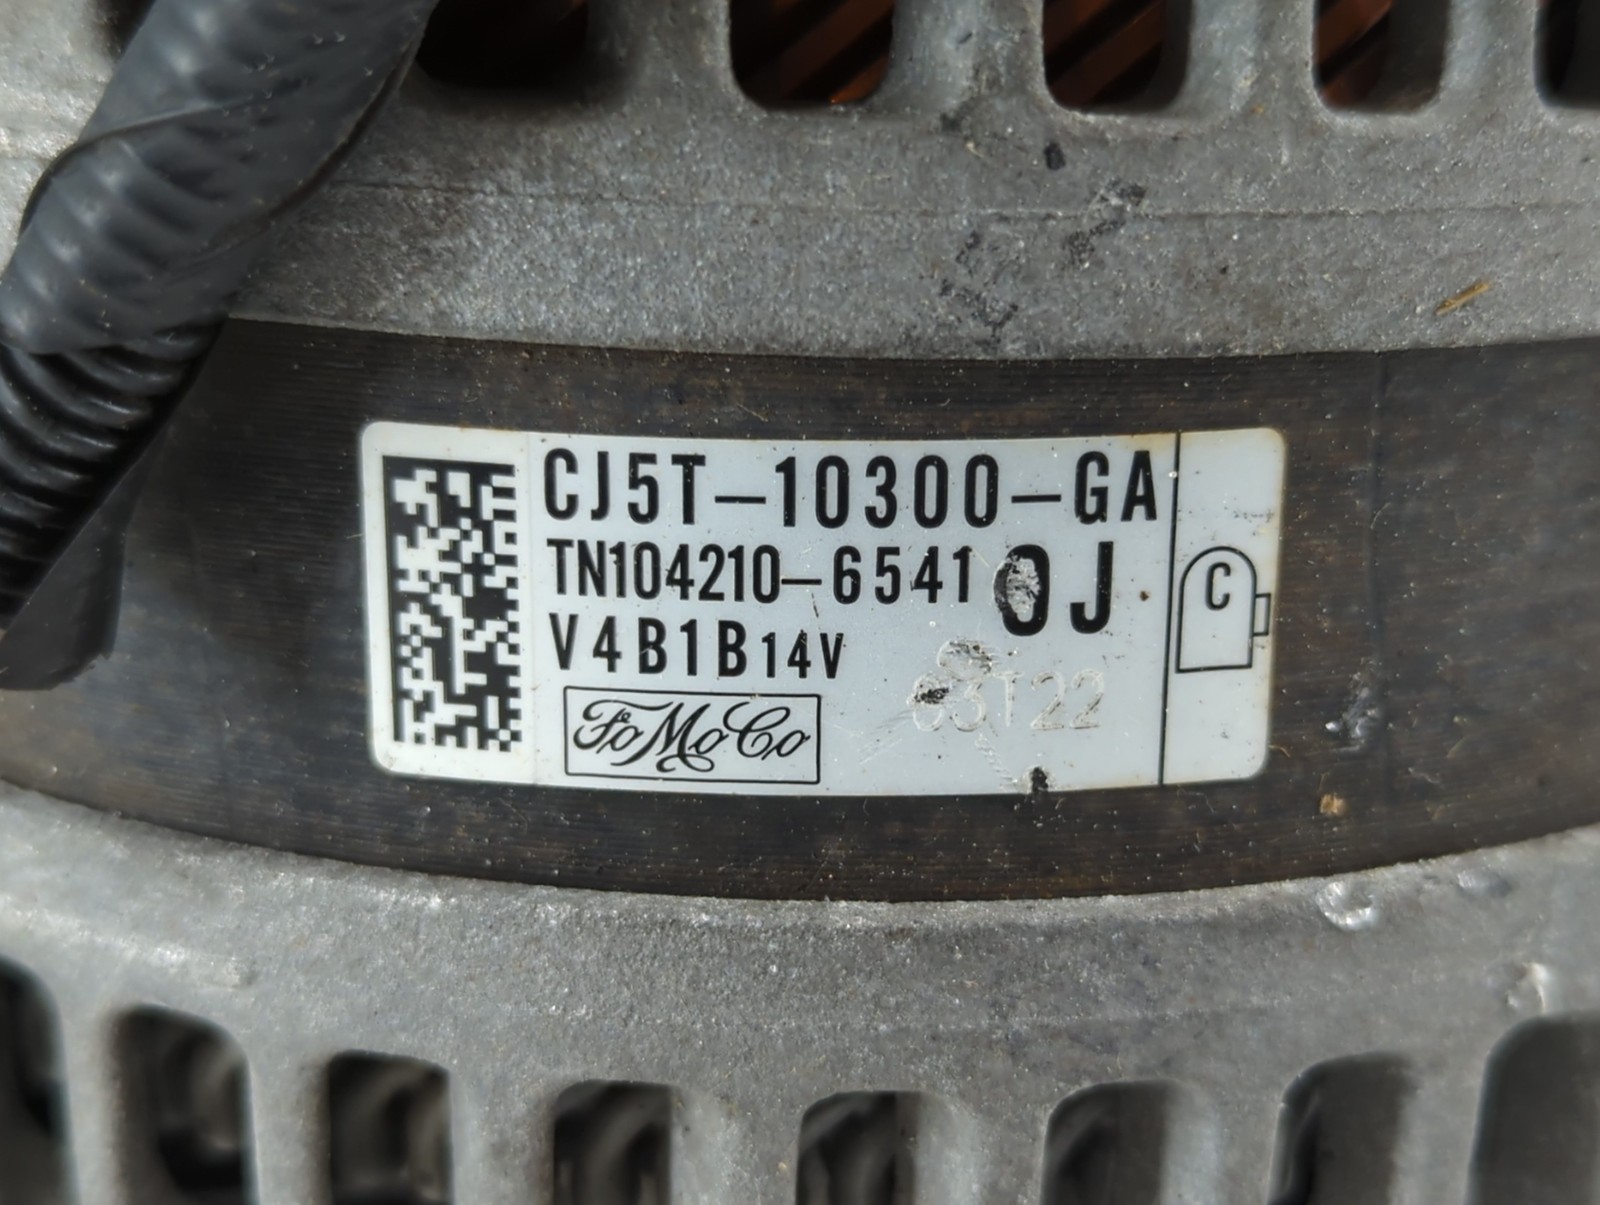 CJ5T-10300-GA
TN104210-6541 0J
V4B1B14V
C
FoMoCo